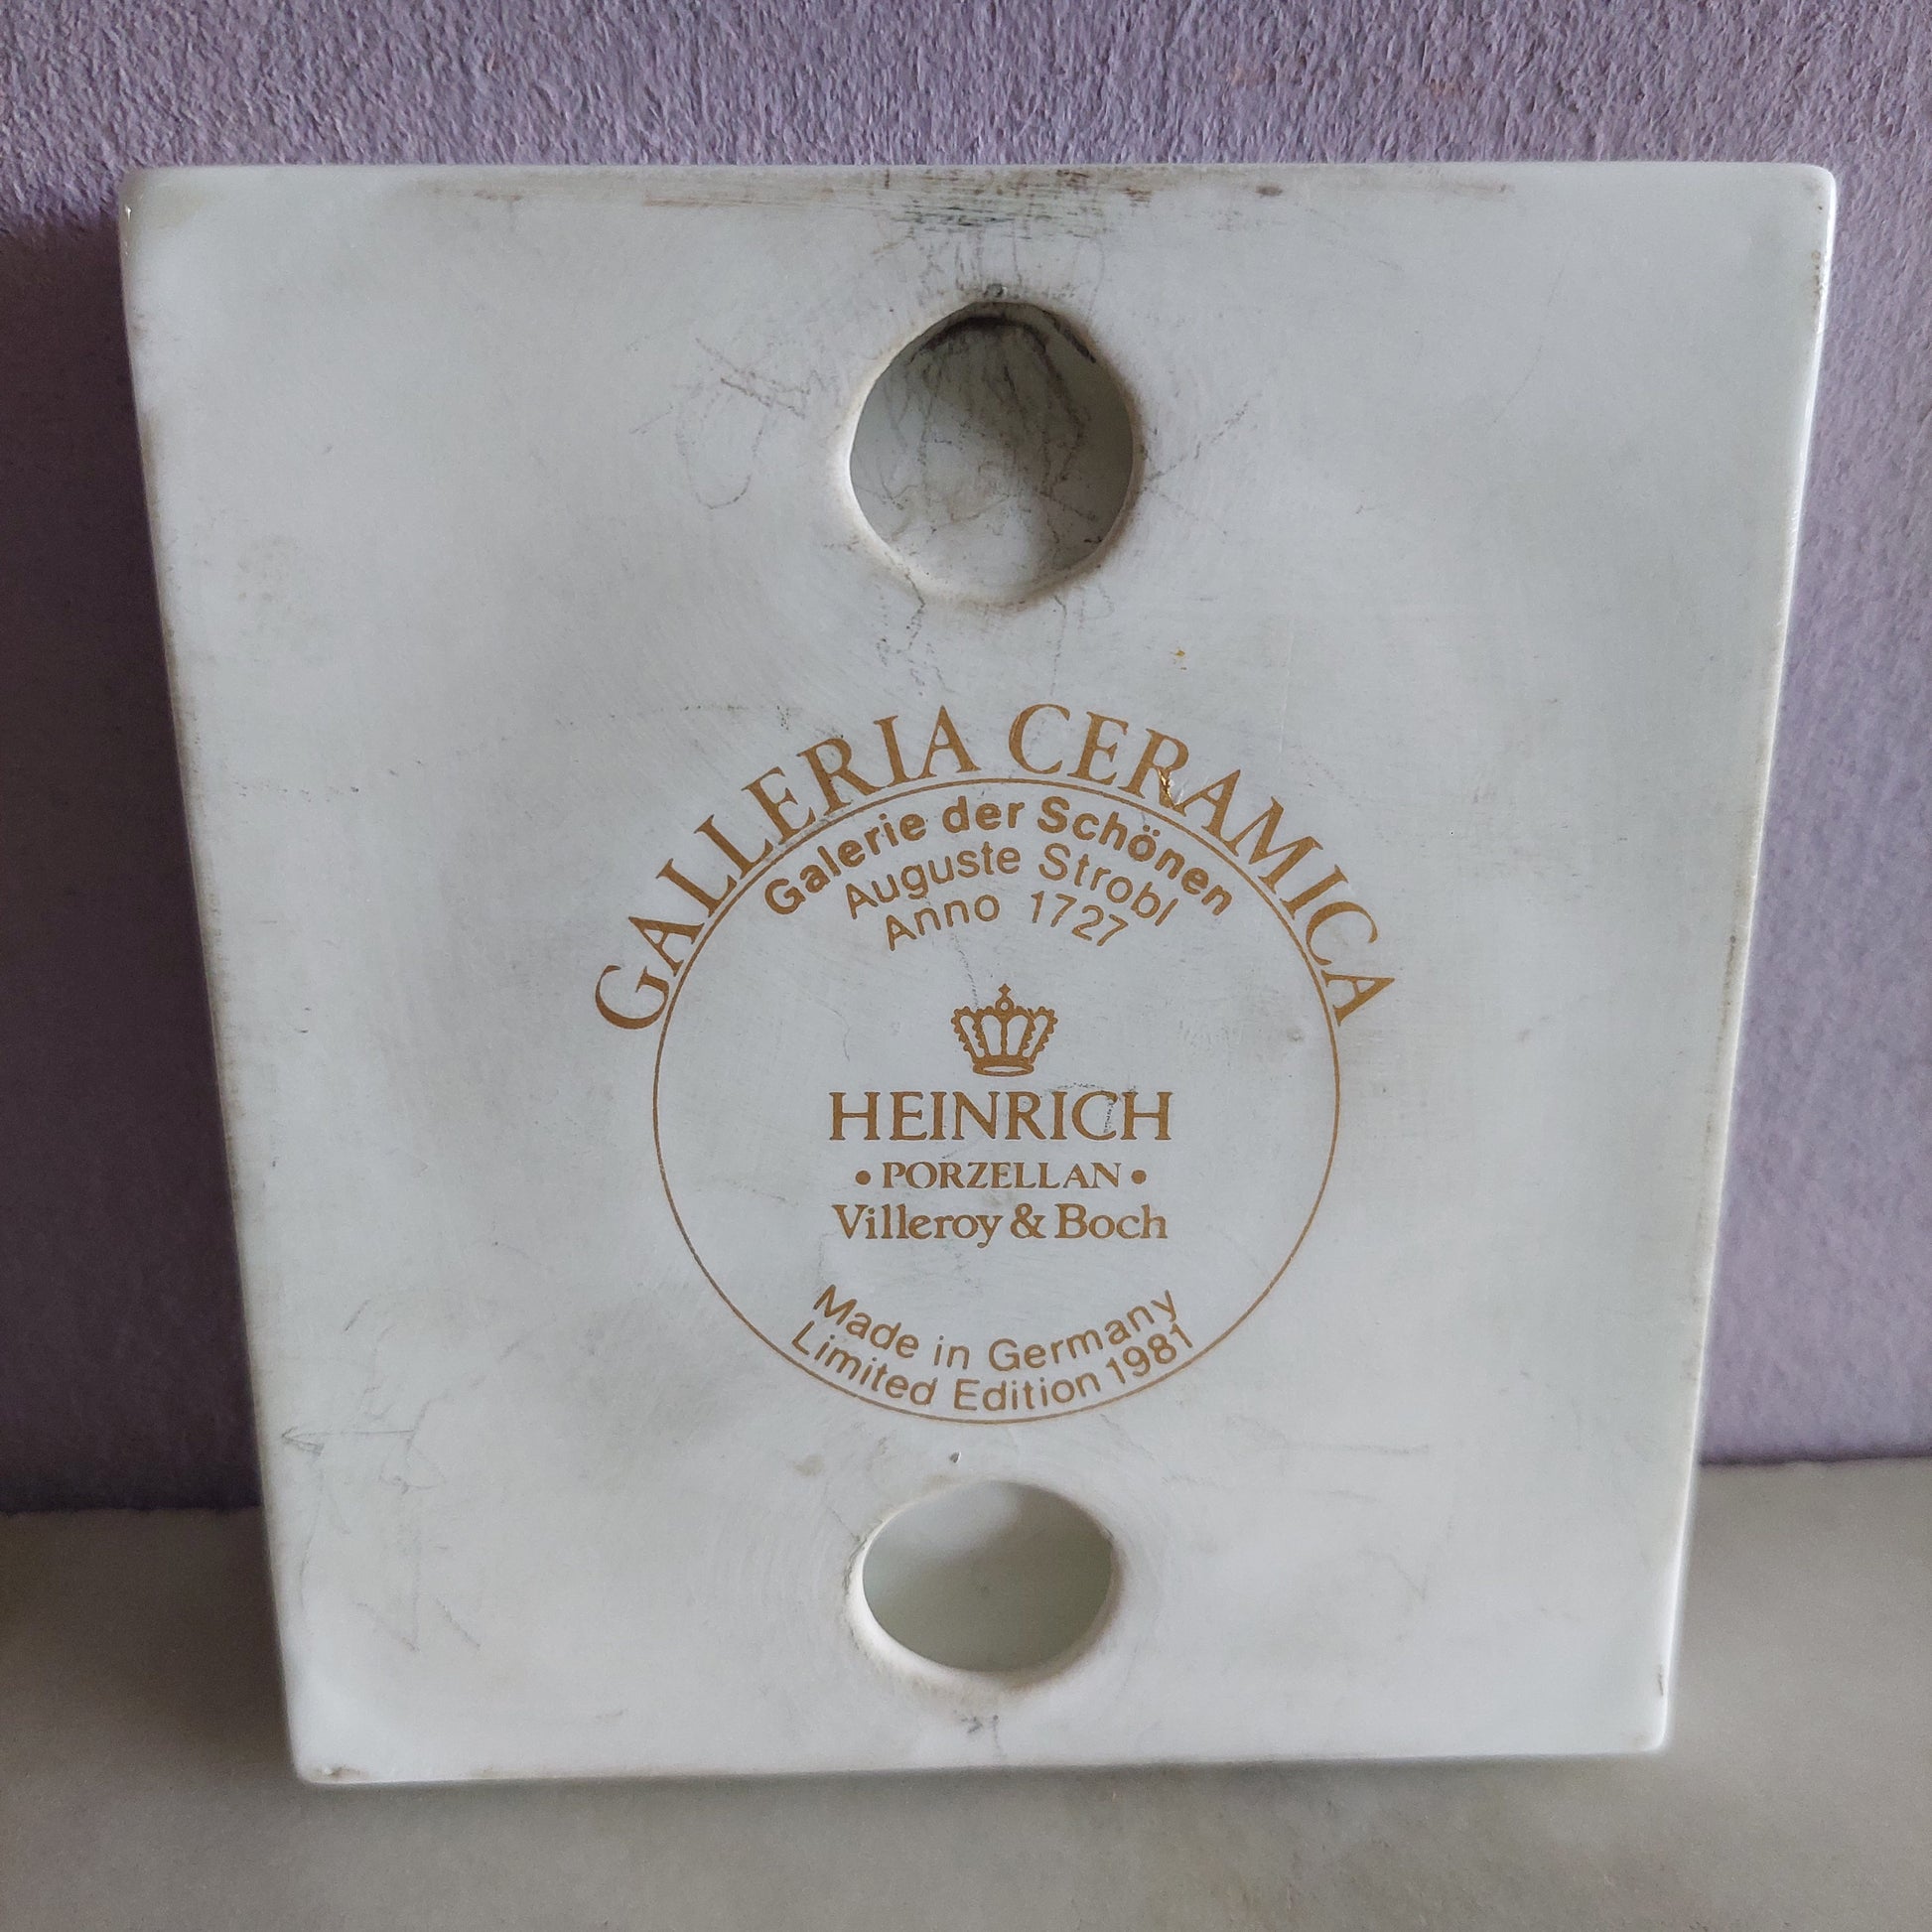 GALLERIA CERAMICA
Galerie der Schönen
Auguste Strobl
Anno 1727
HEINRICH
• PORZELLAN •
Villeroy & Boch
Made in Germany
Limited Edition 1981